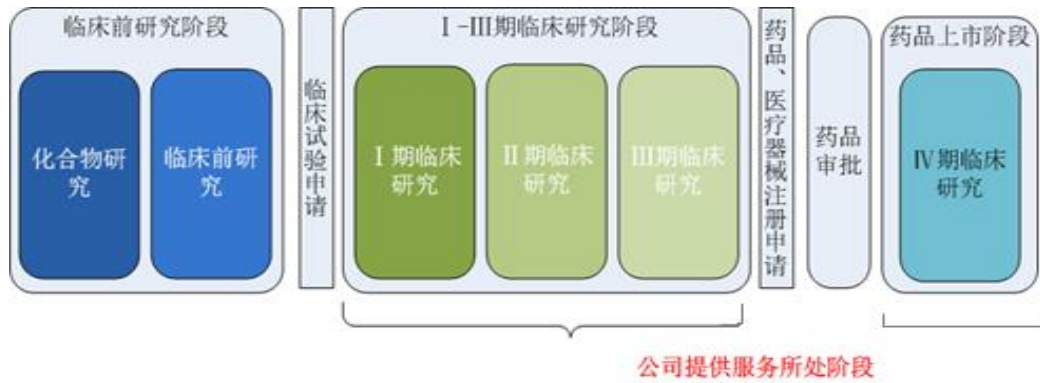 临床前研究阶段
化合物研
究
临床前研
究
临床试验申请
Ⅰ-Ⅲ期临床研究阶段
Ⅰ期临床
研究
Ⅱ期临床
研究
Ⅲ期临床
研究
药品、医疗器械注册申请
药品
审批
药品上市阶段
Ⅳ期临床
研究
公司提供服务所处阶段